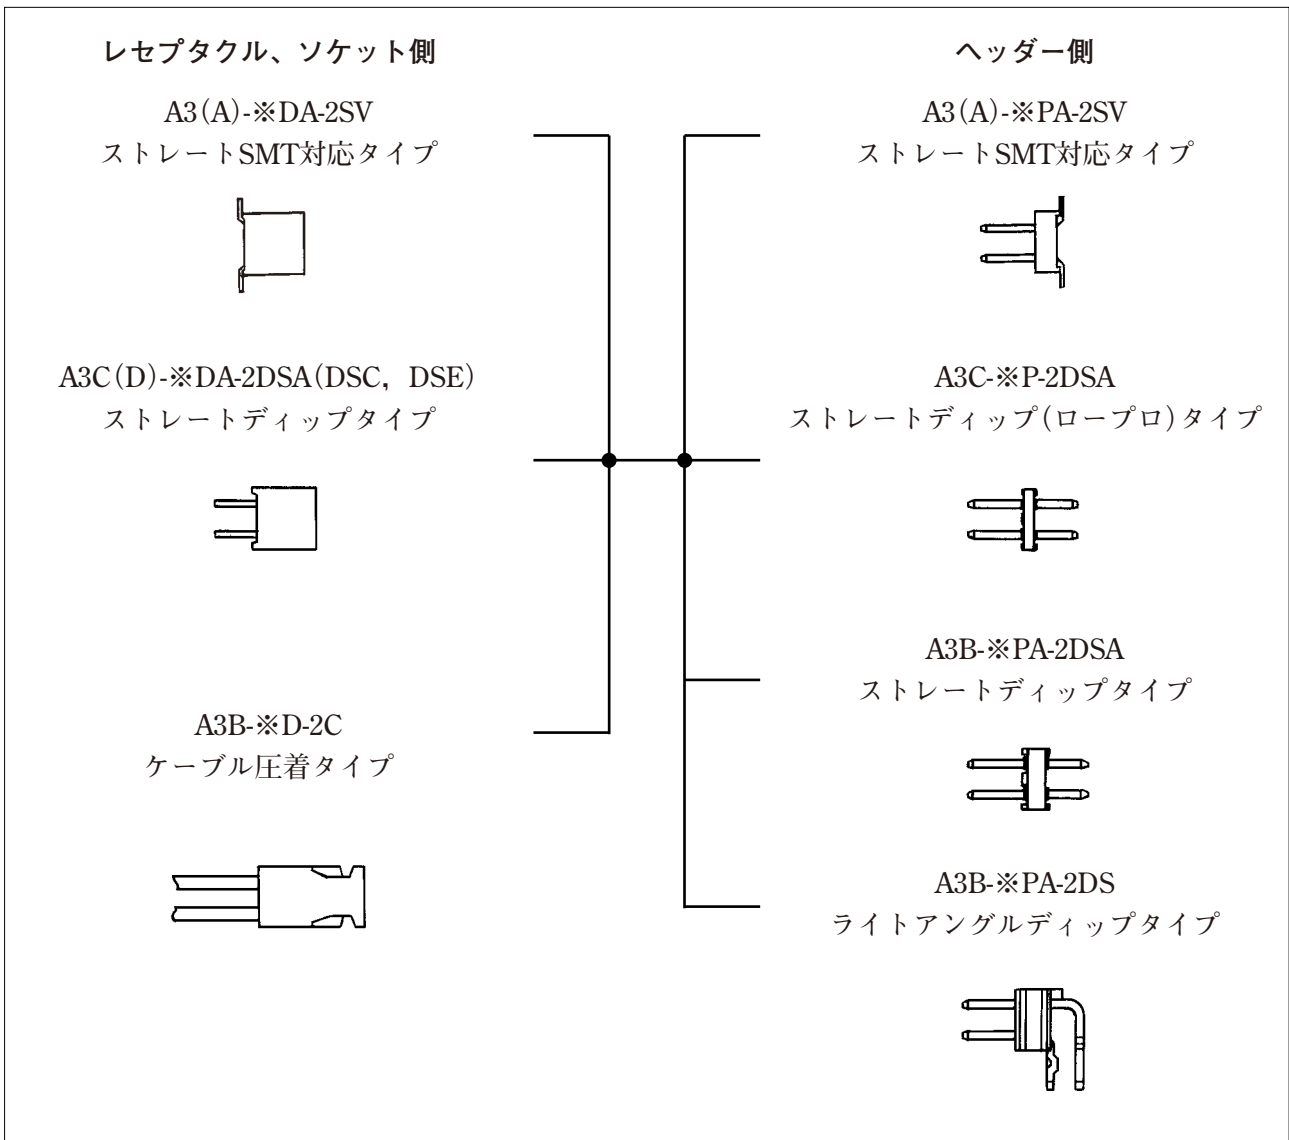 レセプタクル、ソケット側
A3(A)-※DA-2SV
ストレートSMT対応タイプ
A3C(D)-※DA-2DSA(DSC, DSE)
ストレートディップタイプ
A3B-※D-2C
ケーブル圧着タイプ
ヘッダー側
A3(A)-※PA-2SV
ストレートSMT対応タイプ
A3C-※P-2DSA
ストレートディップ(ロープロ)タイプ
A3B-※PA-2DSA
ストレートディップタイプ
A3B-※PA-2DS
ライトアングルディップタイプ